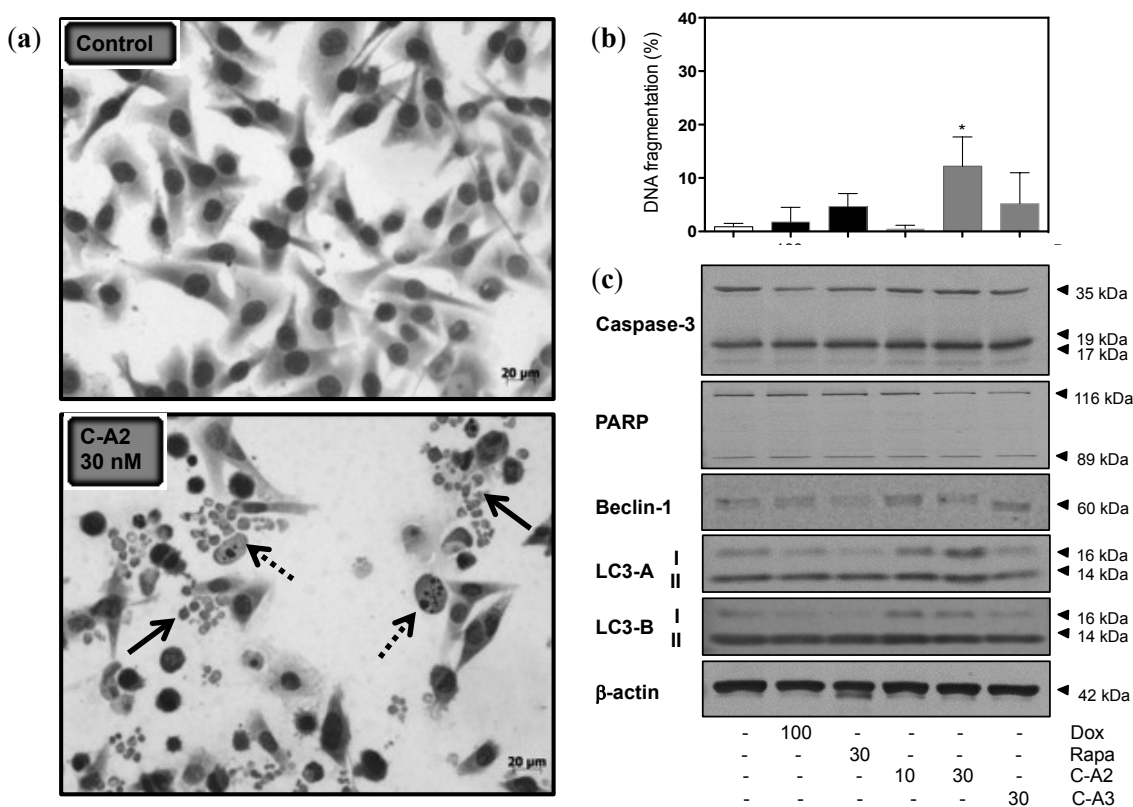 (a)
Control
20 µm
C-A2
30 nM
20 µm
(b)
DNA fragmentation (%)
40
30
20
10
0
*
(c)
Caspase-3
35 kDa
19 kDa
17 kDa
PARP
116 kDa
89 kDa
Beclin-1
60 kDa
LC3-A
I
II
16 kDa
14 kDa
LC3-B
I
II
16 kDa
14 kDa
β-actin
42 kDa
- 100 - - - - Dox
- - 30 - - - Rapa
- - - 10 30 - C-A2
- - - - - 30 C-A3